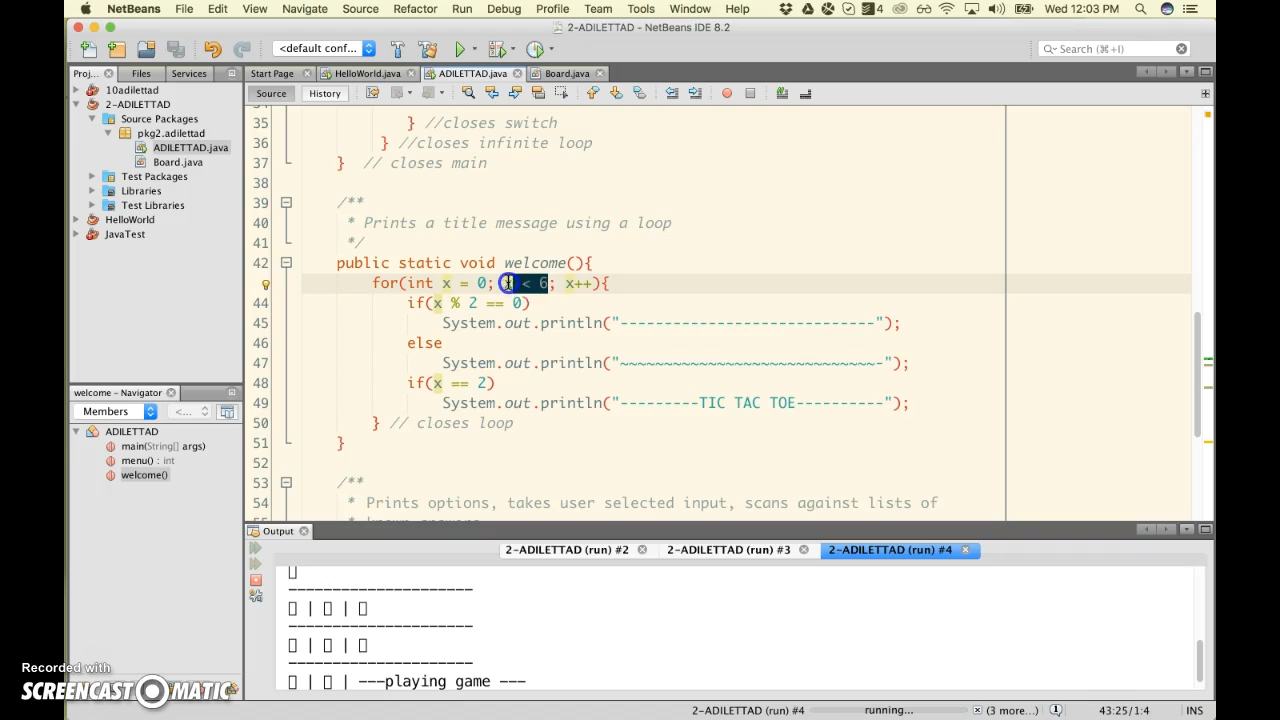 NetBeans File Edit View Navigate Source Refactor Run Debug Profile Team Tools Window Help 4 Wed 12:03 PM
2-ADILETTAD - NetBeans IDE 8.2
<default conf... Search (⌘+I)
Proj... Files Services Start Page HelloWorld.java ADILETTAD.java Board.java
Source History
10adilettad
2-ADILETTAD
Source Packages
pkg2.adilettad
ADILETTAD.java
Board.java
Test Packages
Libraries
Test Libraries
HelloWorld
JavaTest
35 } //closes switch
36 } //closes infinite loop
37 } // closes main
38
39 /**
40 * Prints a title message using a loop
41 */
42 public static void welcome(){
for(int x = 0; x < 6; x++){
44 if(x % 2 == 0)
45 System.out.println("-----------------------------");
46 else
47 System.out.println("~~~~~~~~~~~~~~~~~~~~~~~~~~~~~-");
48 if(x == 2)
49 System.out.println("---------TIC TAC TOE----------");
50 } // closes loop
51 }
52
53 /**
54 * Prints options, takes user selected input, scans against lists of
welcome - Navigator
Members <...
ADILETTAD
main(String[] args)
menu() : int
welcome()
Output
2-ADILETTAD (run) #2 2-ADILETTAD (run) #3 2-ADILETTAD (run) #4
▯
---------------------
▯ | ▯ | ▯
---------------------
▯ | ▯ | ▯
---------------------
▯ | ▯ | ---playing game ---
Recorded with
SCREENCAST-O-MATIC
2-ADILETTAD (run) #4 running... (3 more...) 43:25/1:4 INS